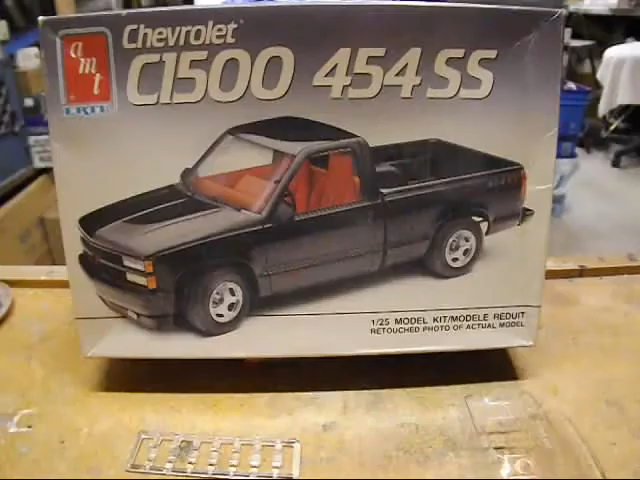 amt
ERTL
Chevrolet
C1500 454 SS
1/25 MODEL KIT/MODELE REDUIT
RETOUCHED PHOTO OF ACTUAL MODEL